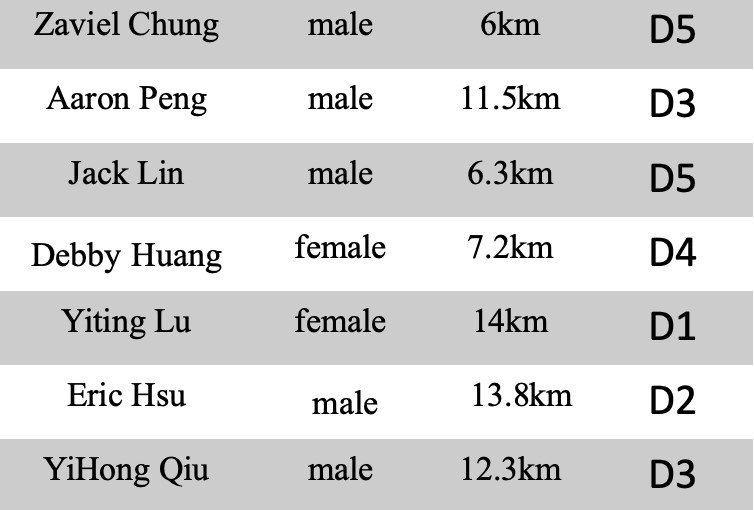 Zaviel Chung male 6km D5
Aaron Peng male 11.5km D3
Jack Lin male 6.3km D5
Debby Huang female 7.2km D4
Yiting Lu female 14km D1
Eric Hsu male 13.8km D2
YiHong Qiu male 12.3km D3